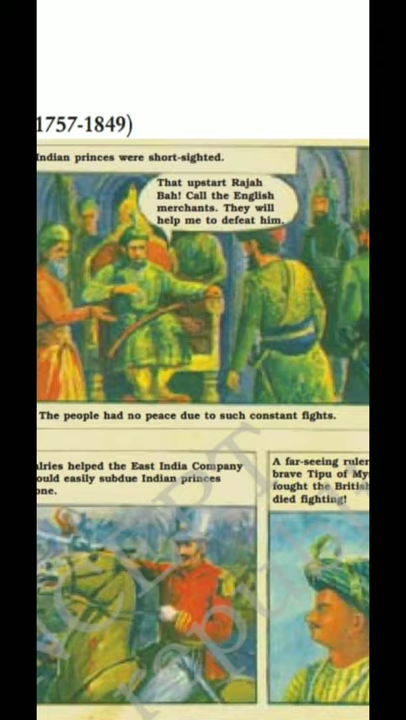 1757-1849)
Indian princes were short-sighted.
That upstart Rajah
Bah! Call the English
merchants. They will
help me to defeat him.
The people had no peace due to such constant fights.
alries helped the East India Company
ould easily subdue Indian princes
one.
A far-seeing ruler
brave Tipu of My
fought the British
died fighting!